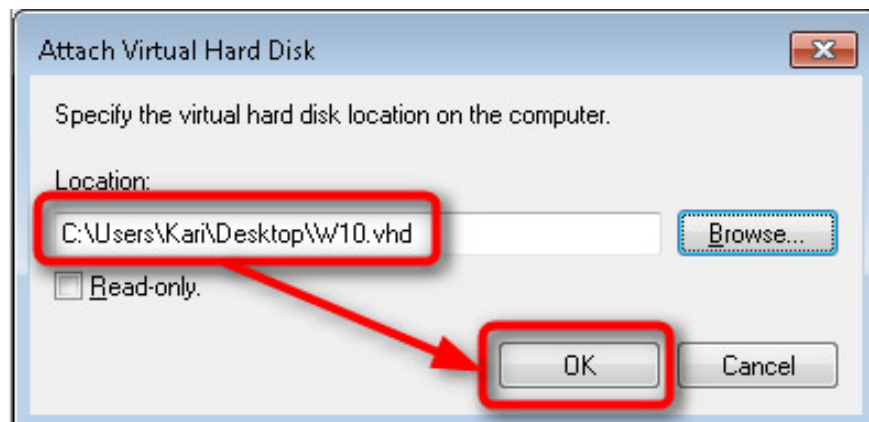 Attach Virtual Hard Disk
Specify the virtual hard disk location on the computer.
Location:
C:\Users\Kari\Desktop\W10.vhd
Browse...
Read-only.
OK
Cancel